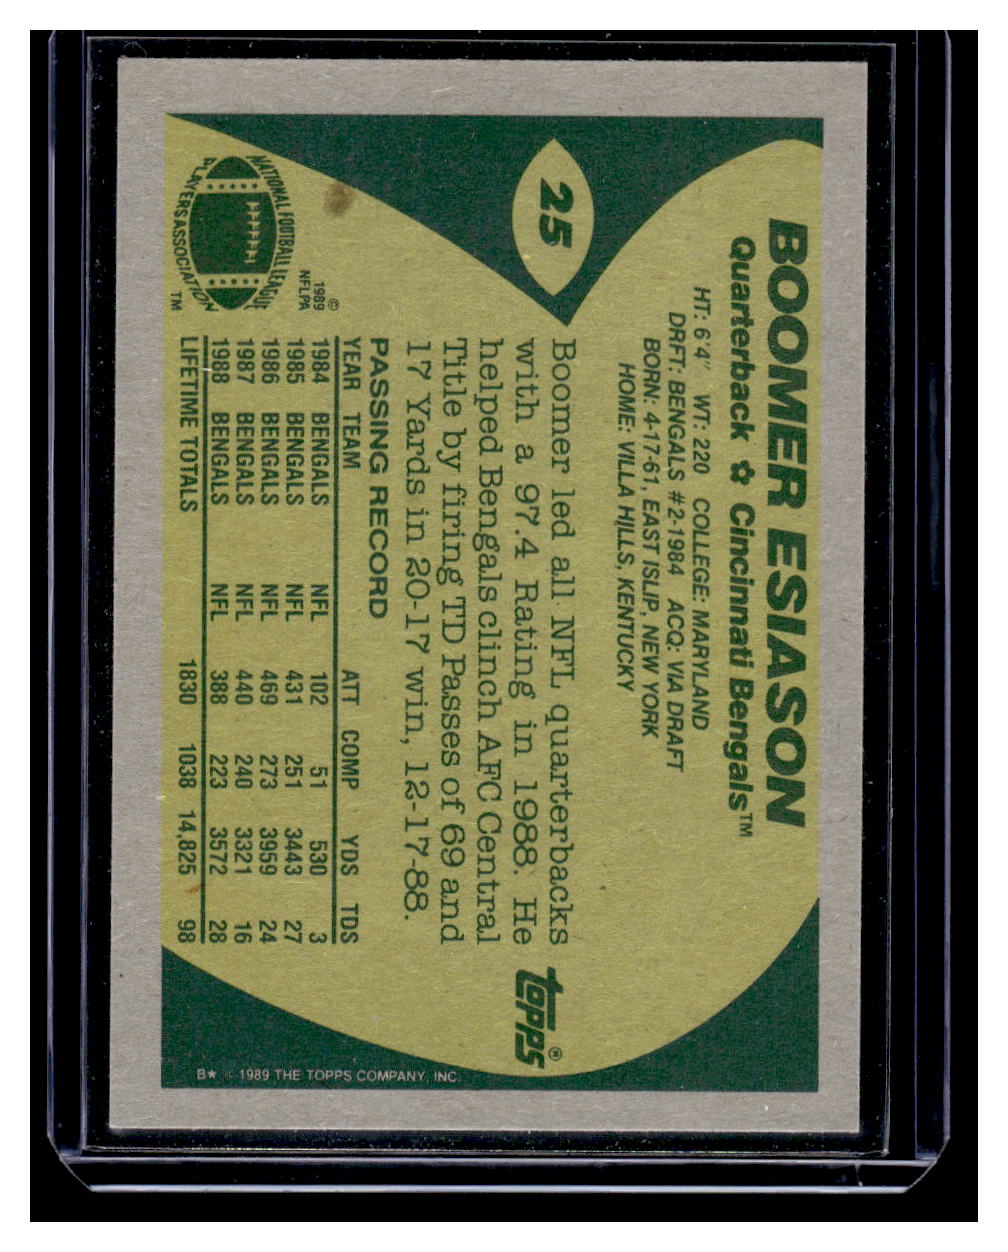 25
BOOMER ESIASON
Quarterback ✿ Cincinnati Bengals™
HT: 6'4" WT: 220 COLLEGE: MARYLAND
DRFT: BENGALS #2-1984 ACQ: VIA DRAFT
BORN: 4-17-61, EAST ISLIP, NEW YORK
HOME: VILLA HILLS, KENTUCKY
Boomer led all NFL quarterbacks
with a 97.4 Rating in 1988. He
helped Bengals clinch AFC Central
Title by firing TD Passes of 69 and
17 Yards in 20-17 win, 12-17-88.
topps®
PASSING RECORD
YEAR TEAM ATT COMP YDS TDS
1984 BENGALS NFL 102 51 530 3
1985 BENGALS NFL 431 251 3443 27
1986 BENGALS NFL 469 273 3959 24
1987 BENGALS NFL 440 240 3321 16
1988 BENGALS NFL 388 223 3572 28
LIFETIME TOTALS 1830 1038 14,825 98
©
1989
NFLPA
NATIONAL FOOTBALL LEAGUE
PLAYERS ASSOCIATION
TM
B★ © 1989 THE TOPPS COMPANY, INC.